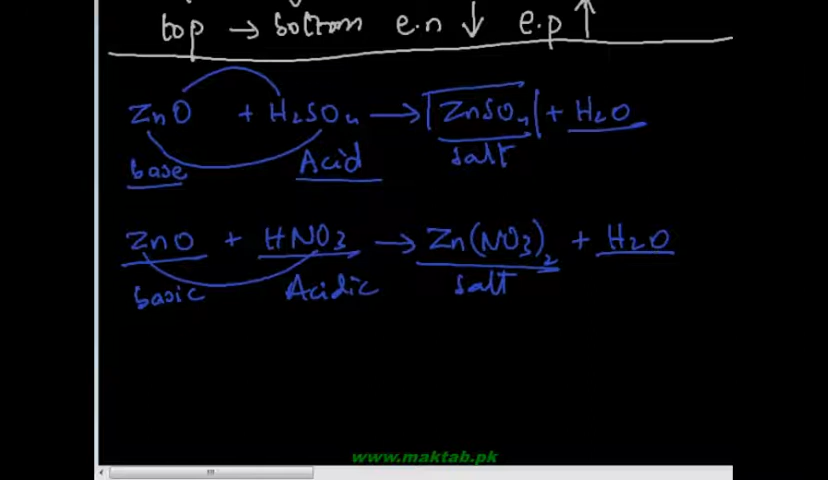 top → bottom e.n ↓ e.p ↑
ZnO + H₂SO₄ → ZnSO₄ + H₂O
base Acid salt
ZnO + HNO₃ → Zn(NO₃)₂ + H₂O
basic Acidic salt
www.maktab.pk